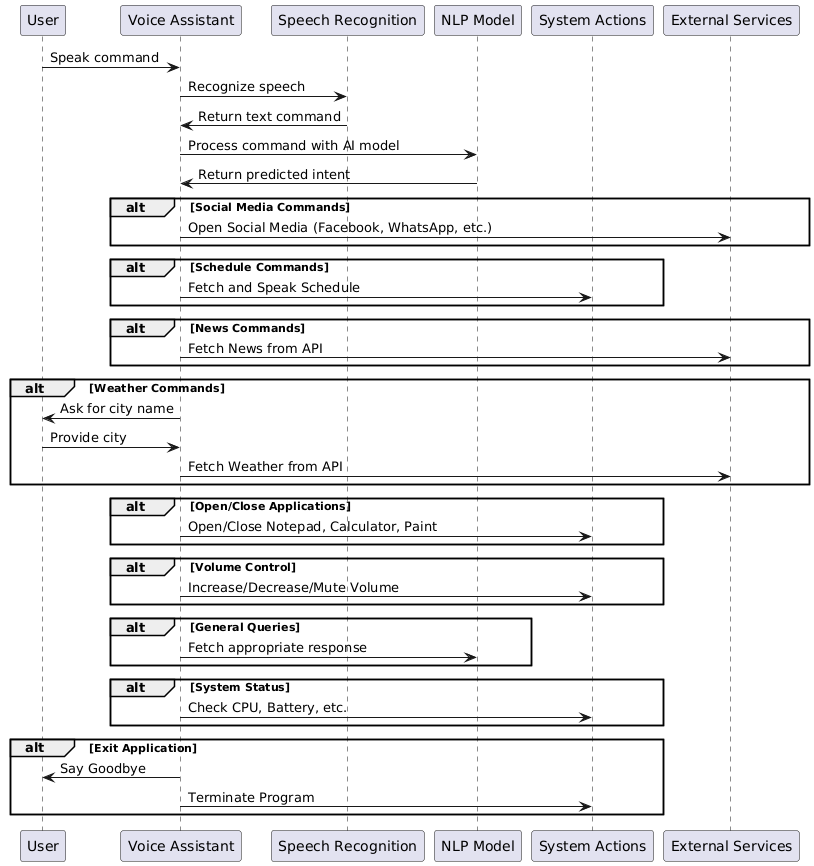 User Voice Assistant Speech Recognition NLP Model System Actions External Services
Speak command
Recognize speech
Return text command
Process command with AI model
Return predicted intent
alt [Social Media Commands]
Open Social Media (Facebook, WhatsApp, etc.)
alt [Schedule Commands]
Fetch and Speak Schedule
alt [News Commands]
Fetch News from API
alt [Weather Commands]
Ask for city name
Provide city
Fetch Weather from API
alt [Open/Close Applications]
Open/Close Notepad, Calculator, Paint
alt [Volume Control]
Increase/Decrease/Mute Volume
alt [General Queries]
Fetch appropriate response
alt [System Status]
Check CPU, Battery, etc.
alt [Exit Application]
Say Goodbye
Terminate Program
User Voice Assistant Speech Recognition NLP Model System Actions External Services